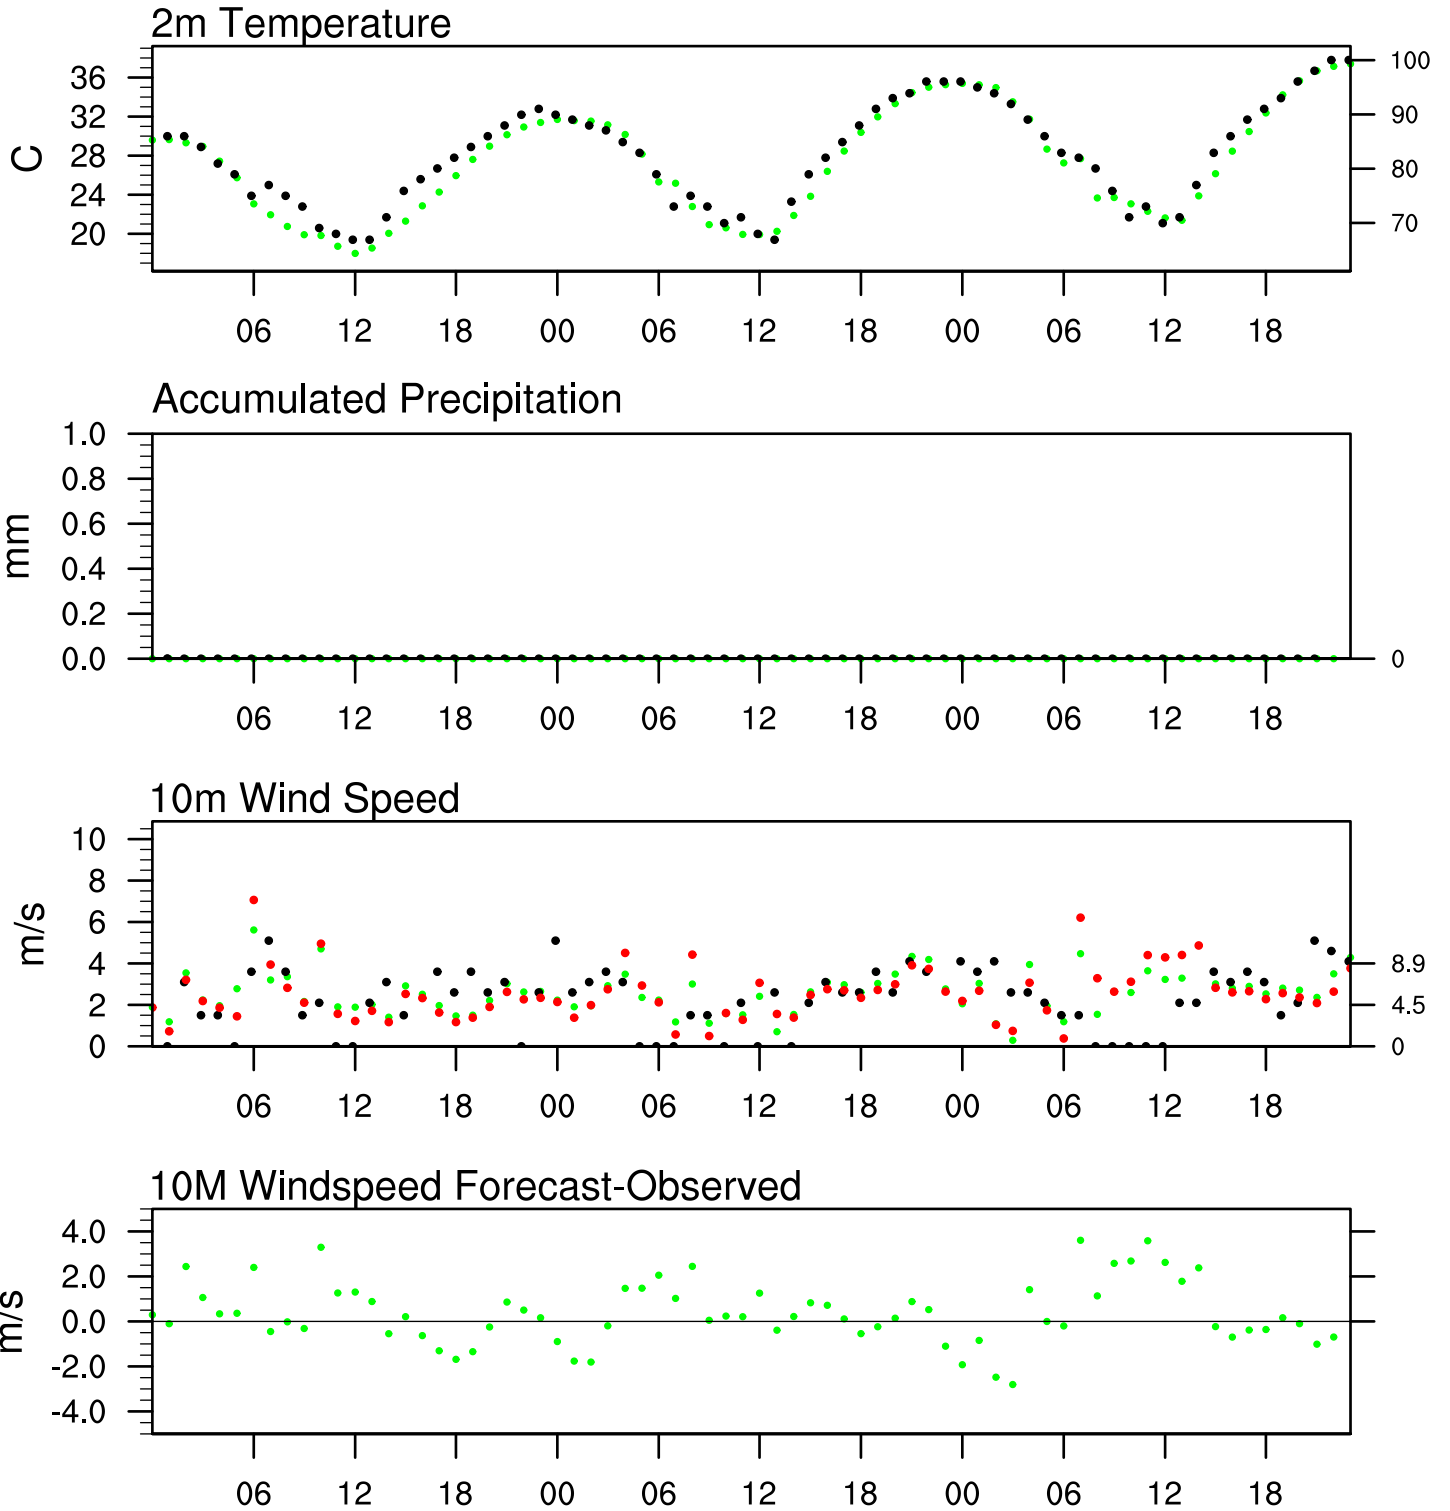 2m Temperature
36
32
28
24
20
C
100
90
80
70
06 12 18 00 06 12 18 00 06 12 18
Accumulated Precipitation
1.0
0.8
0.6
0.4
0.2
0.0
mm
0
06 12 18 00 06 12 18 00 06 12 18
10m Wind Speed
10
8
6
4
2
0
m/s
8.9
4.5
0
06 12 18 00 06 12 18 00 06 12 18
10M Windspeed Forecast-Observed
4.0
2.0
0.0
-2.0
-4.0
m/s
06 12 18 00 06 12 18 00 06 12 18